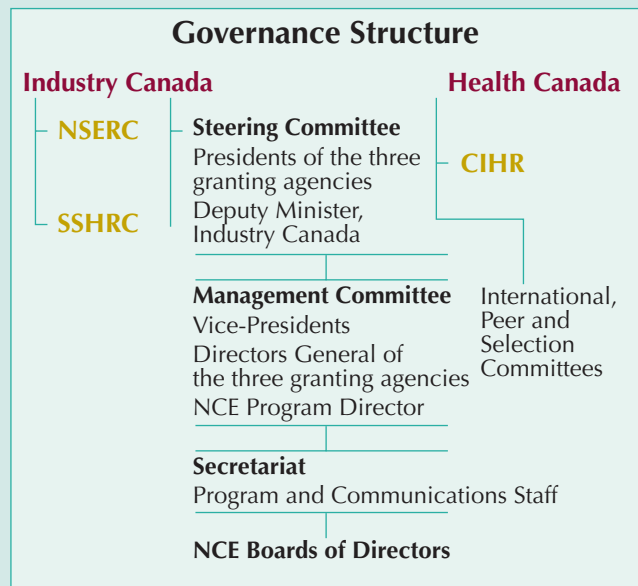 Governance Structure
Industry Canada
Health Canada
NSERC
SSHRC
Steering Committee
Presidents of the three
granting agencies
Deputy Minister,
Industry Canada
CIHR
International,
Peer and
Selection
Committees
Management Committee
Vice-Presidents
Directors General of
the three granting agencies
NCE Program Director
Secretariat
Program and Communications Staff
NCE Boards of Directors